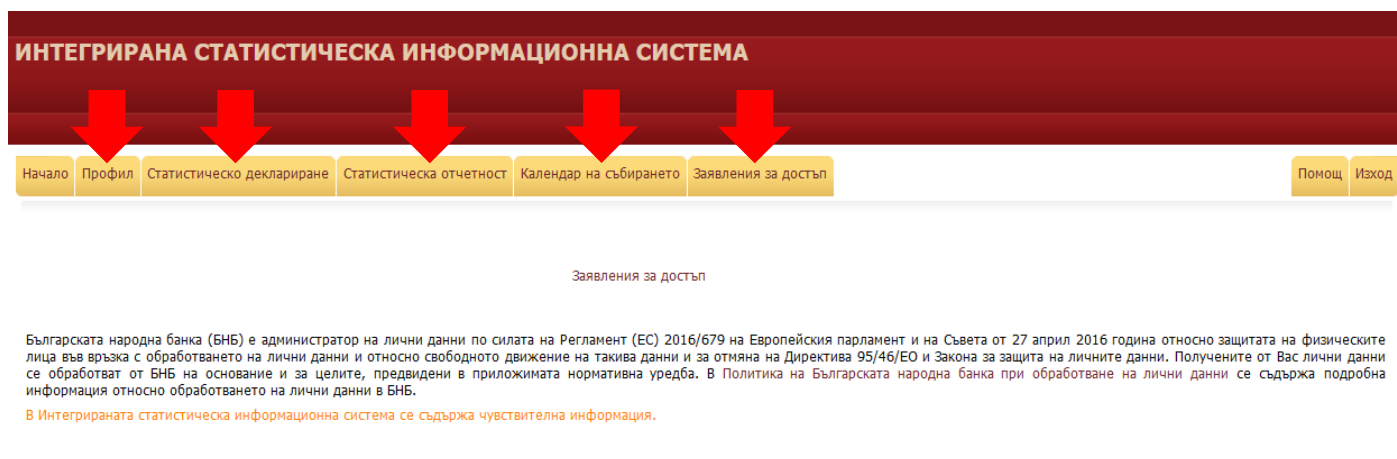 ИНТЕГРИРАНА СТАТИСТИЧЕСКА ИНФОРМАЦИОННА СИСТЕМА
Начало Профил Статистическо деклариране Статистическа отчетност Календар на събирането Заявления за достъп Помощ Изход
Заявления за достъп
Българската народна банка (БНБ) е администратор на лични данни по силата на Регламент (ЕС) 2016/679 на Европейския парламент и на Съвета от 27 април 2016 година относно защитата на физическите
лица във връзка с обработването на лични данни и относно свободното движение на такива данни и за отмяна на Директива 95/46/ЕО и Закона за защита на личните данни. Получените от Вас лични данни
се обработват от БНБ на основание и за целите, предвидени в приложимата нормативна уредба. В Политика на Българската народна банка при обработване на лични данни се съдържа подробна
информация относно обработването на лични данни в БНБ.
В Интегрираната статистическа информационна система се съдържа чувствителна информация.